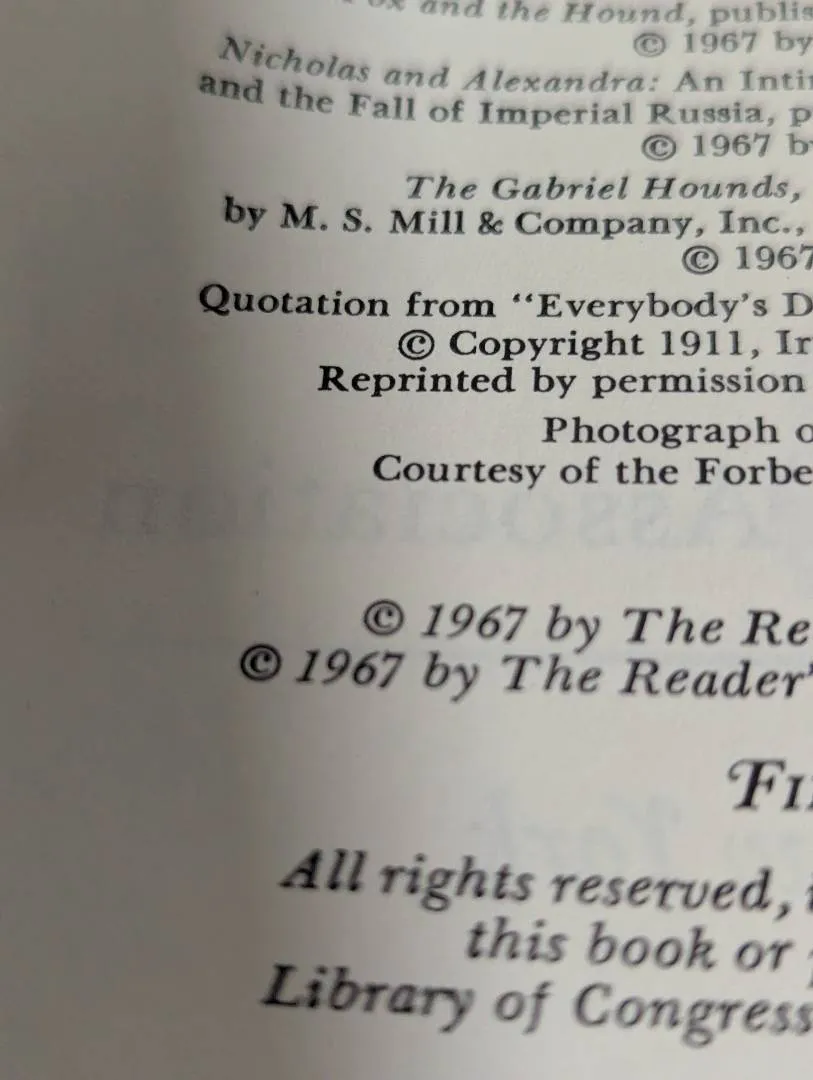 and the Hound, publis
© 1967 by
Nicholas and Alexandra: An Inti
and the Fall of Imperial Russia, p
© 1967 b
The Gabriel Hounds,
by M. S. Mill & Company, Inc.,
© 1967
Quotation from “Everybody’s D
© Copyright 1911, Ir
Reprinted by permission
Photograph o
Courtesy of the Forbe
Association
© 1967 by The Re
© 1967 by The Reader’
FI
All rights reserved, i
this book or
Library of Congress